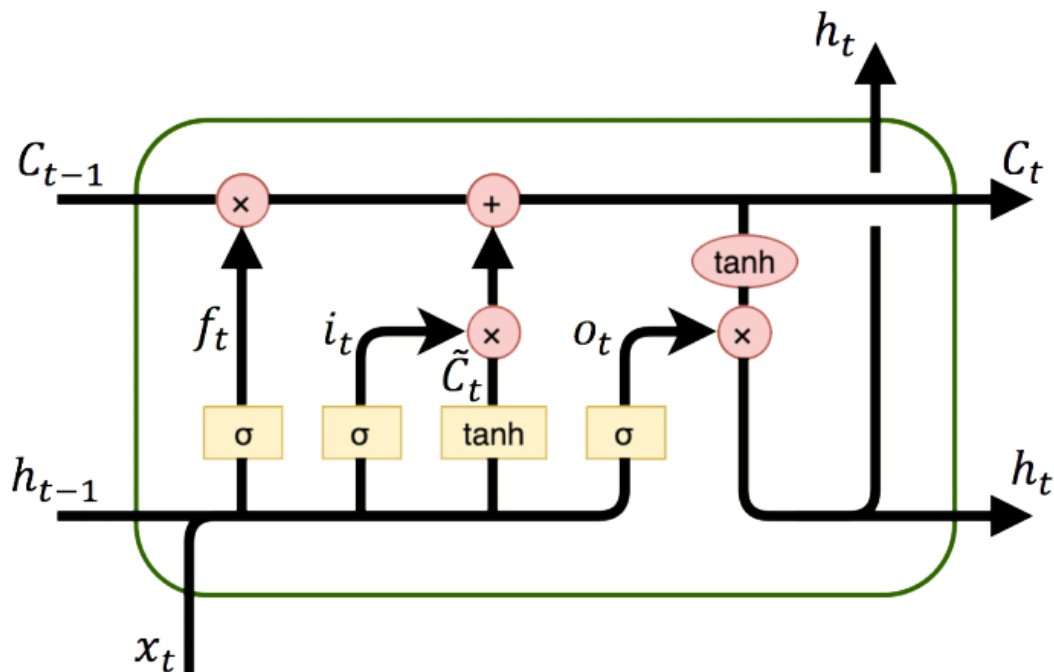 h_t
C_{t-1}
C_t
×
+
tanh
f_t
i_t
×
o_t
×
C̃_t
σ
σ
tanh
σ
h_{t-1}
h_t
x_t